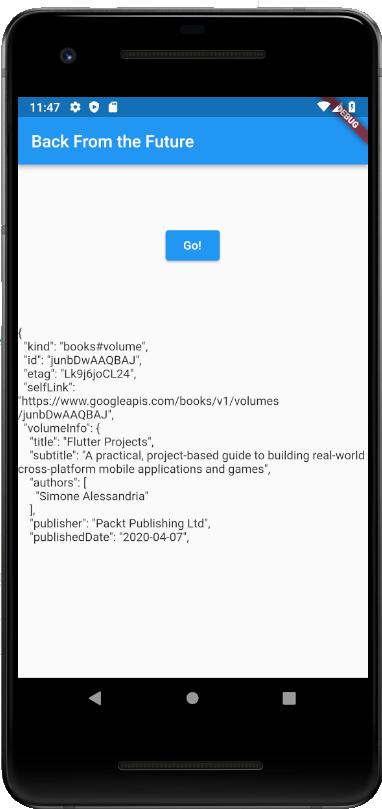 11:47
DEBUG
Back From the Future
Go!
{
"kind": "books#volume",
"id": "junbDwAAQBAJ",
"etag": "Lk9j6joCL24",
"selfLink":
"https://www.googleapis.com/books/v1/volumes
/junbDwAAQBAJ",
"volumeInfo": {
"title": "Flutter Projects",
"subtitle": "A practical, project-based guide to building real-world
cross-platform mobile applications and games",
"authors": [
"Simone Alessandria"
],
"publisher": "Packt Publishing Ltd",
"publishedDate": "2020-04-07",